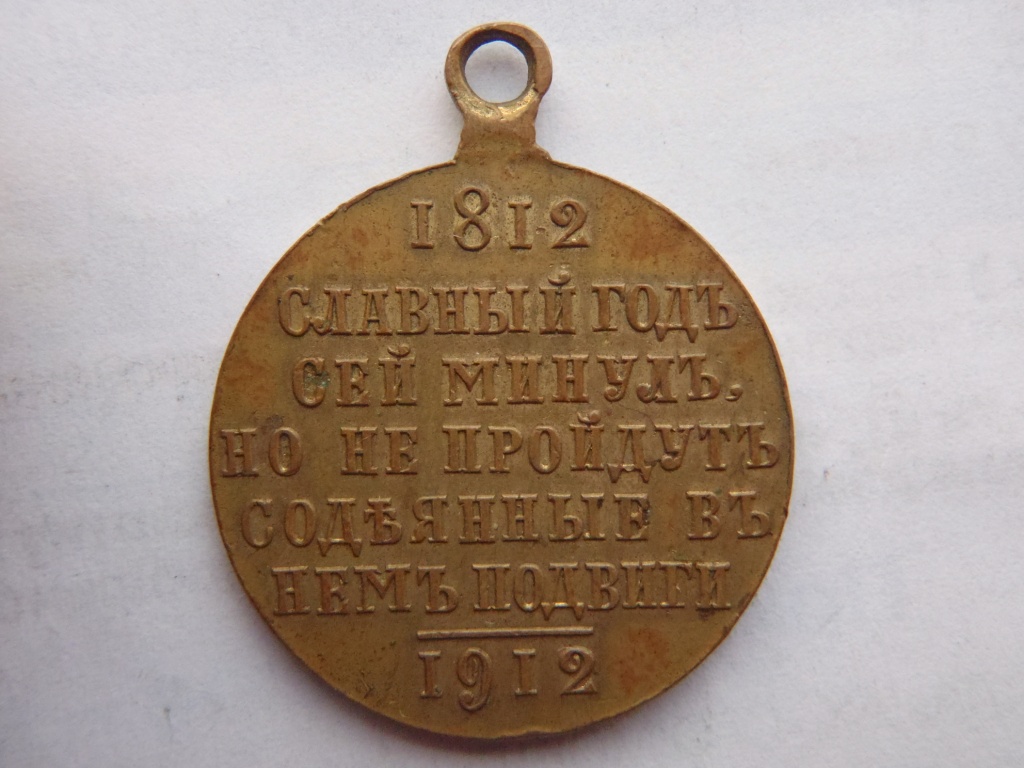 1812
СЛАВНЫЙ ГОДЪ
СЕЙ МИНУЛЪ,
НО НЕ ПРОЙДУТЪ
СОДѢЯННЫЕ ВЪ
НЕМЪ ПОДВИГИ
1912